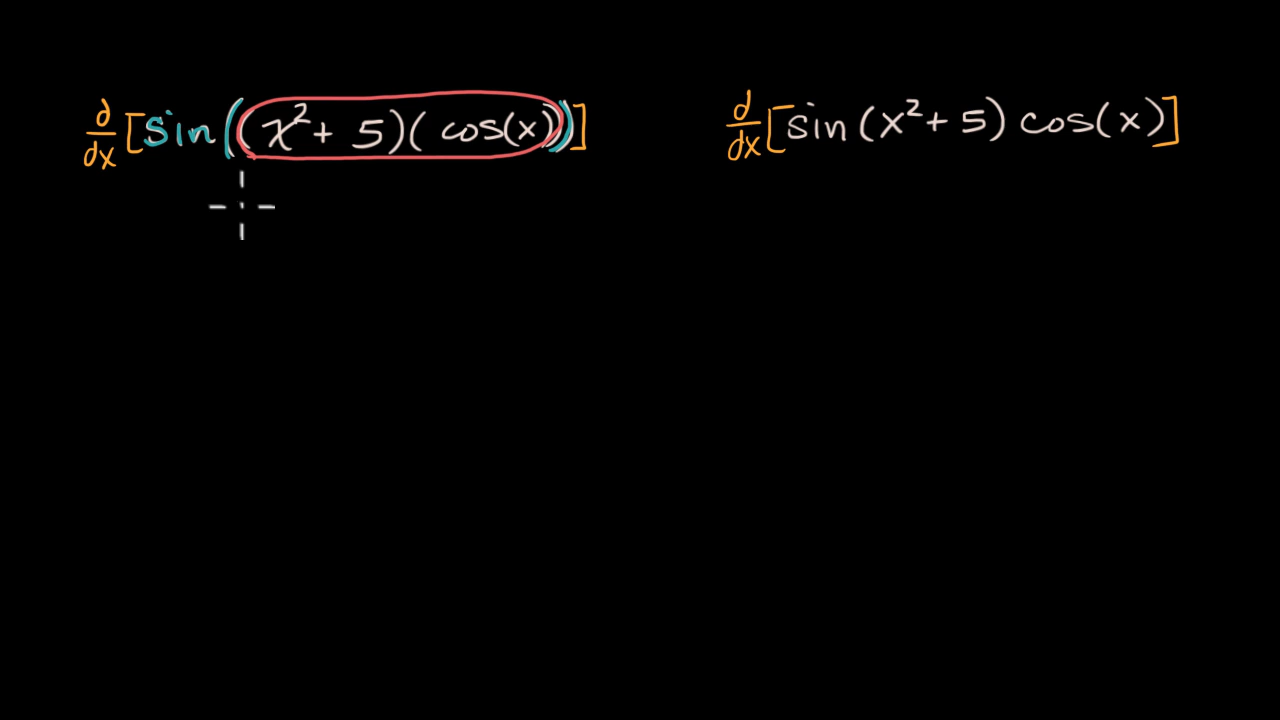 d/dx [sin((x²+ 5)(cos(x)))]
d/dx [sin(x²+ 5) cos(x)]